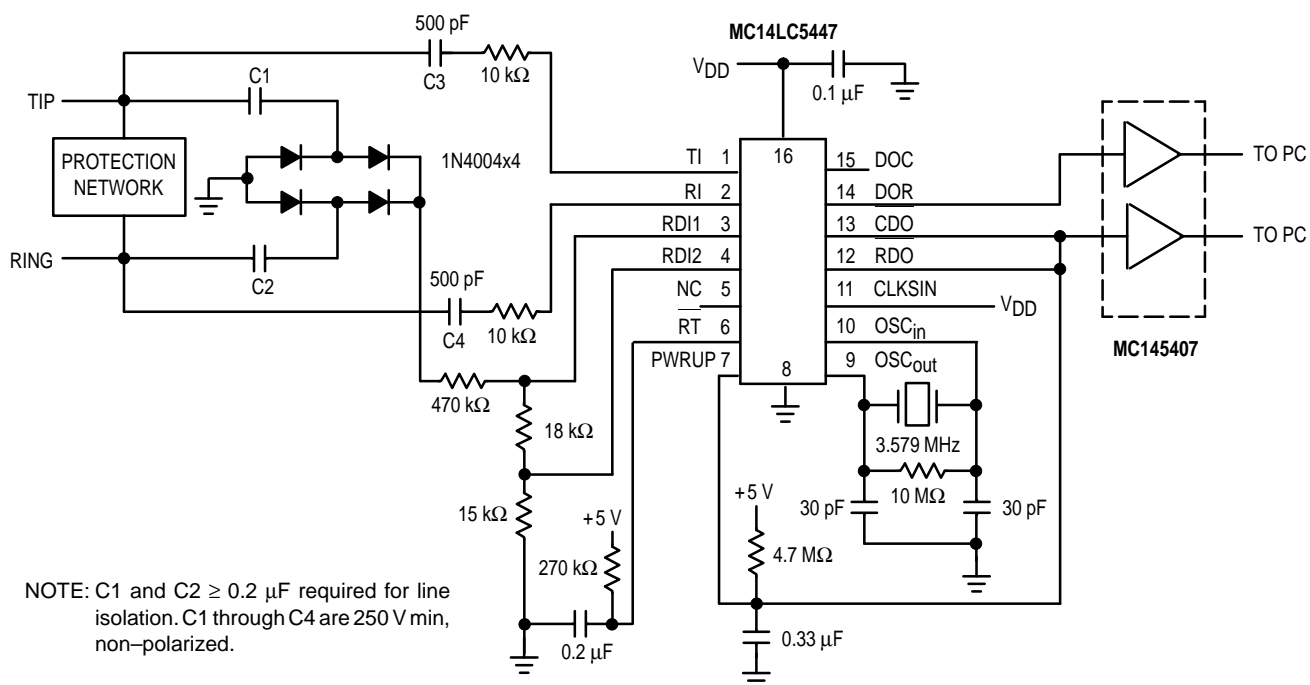 MC14LC5447
500 pF
C3
10 kΩ
VDD
0.1 µF
TIP
C1
PROTECTION
NETWORK
1N4004x4
RING
C2
500 pF
C4
10 kΩ
TI 1
RI 2
RDI1 3
RDI2 4
NC 5
RT 6
PWRUP 7
16
8
15 DOC
14 DOR
13 CDO
12 RDO
11 CLKSIN
10 OSCin
9 OSCout
VDD
TO PC
TO PC
MC145407
470 kΩ
18 kΩ
15 kΩ
+5 V
270 kΩ
0.2 µF
3.579 MHz
10 MΩ
30 pF
30 pF
+5 V
4.7 MΩ
0.33 µF
NOTE: C1 and C2 ≥ 0.2 µF required for line
isolation. C1 through C4 are 250 V min,
non–polarized.